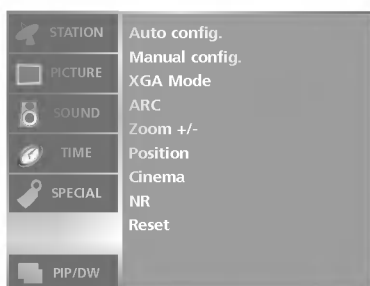 STATION
PICTURE
SOUND
TIME
SPECIAL
PIP/DW
Auto config.
Manual config.
XGA Mode
ARC
Zoom +/-
Position
Cinema
NR
Reset